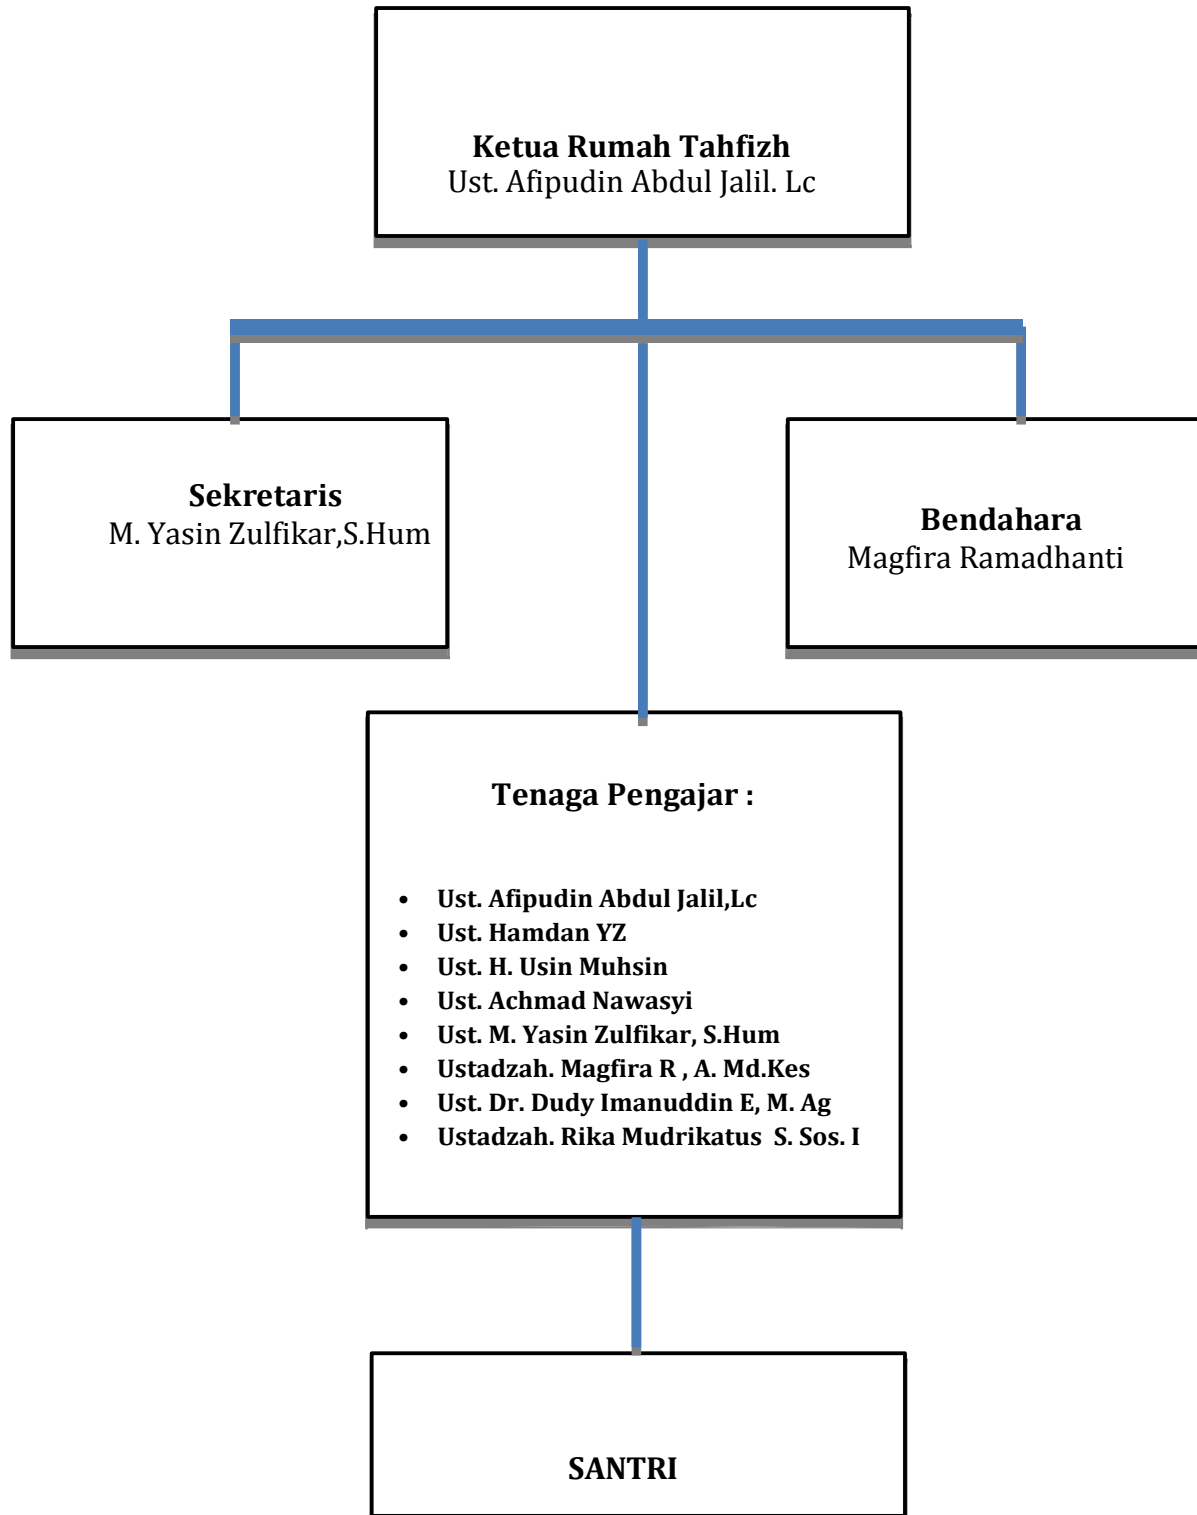 Ketua Rumah Tahfizh
Ust. Afipudin Abdul Jalil. Lc
Sekretaris
M. Yasin Zulfikar,S.Hum
Bendahara
Magfira Ramadhanti
Tenaga Pengajar :
• Ust. Afipudin Abdul Jalil,Lc
• Ust. Hamdan YZ
• Ust. H. Usin Muhsin
• Ust. Achmad Nawasyi
• Ust. M. Yasin Zulfikar, S.Hum
• Ustadzah. Magfira R , A. Md.Kes
• Ust. Dr. Dudy Imanuddin E, M. Ag
• Ustadzah. Rika Mudrikatus  S. Sos. I
SANTRI